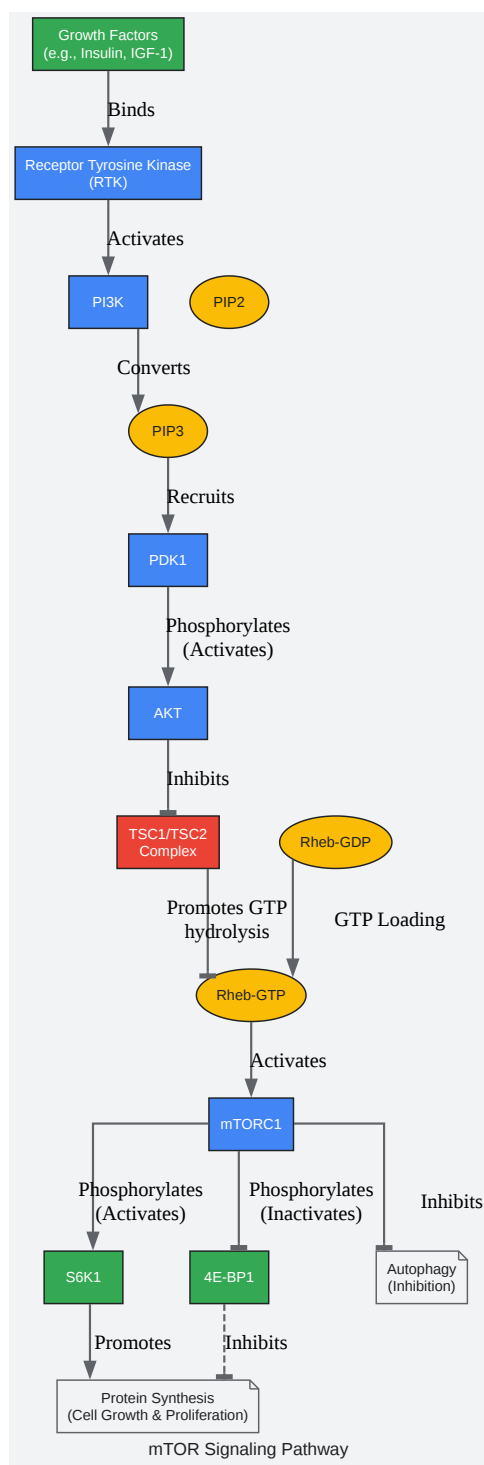 Growth Factors
(e.g., Insulin, IGF-1)
Binds
Receptor Tyrosine Kinase
(RTK)
Activates
PI3K
PIP2
Converts
PIP3
Recruits
PDK1
Phosphorylates
(Activates)
AKT
Inhibits
TSC1/TSC2
Complex
Rheb-GDP
Promotes GTP
hydrolysis
GTP Loading
Rheb-GTP
Activates
mTORC1
Phosphorylates
(Activates)
Phosphorylates
(Inactivates)
Inhibits
S6K1
4E-BP1
Autophagy
(Inhibition)
Promotes
Inhibits
Protein Synthesis
(Cell Growth & Proliferation)
mTOR Signaling Pathway